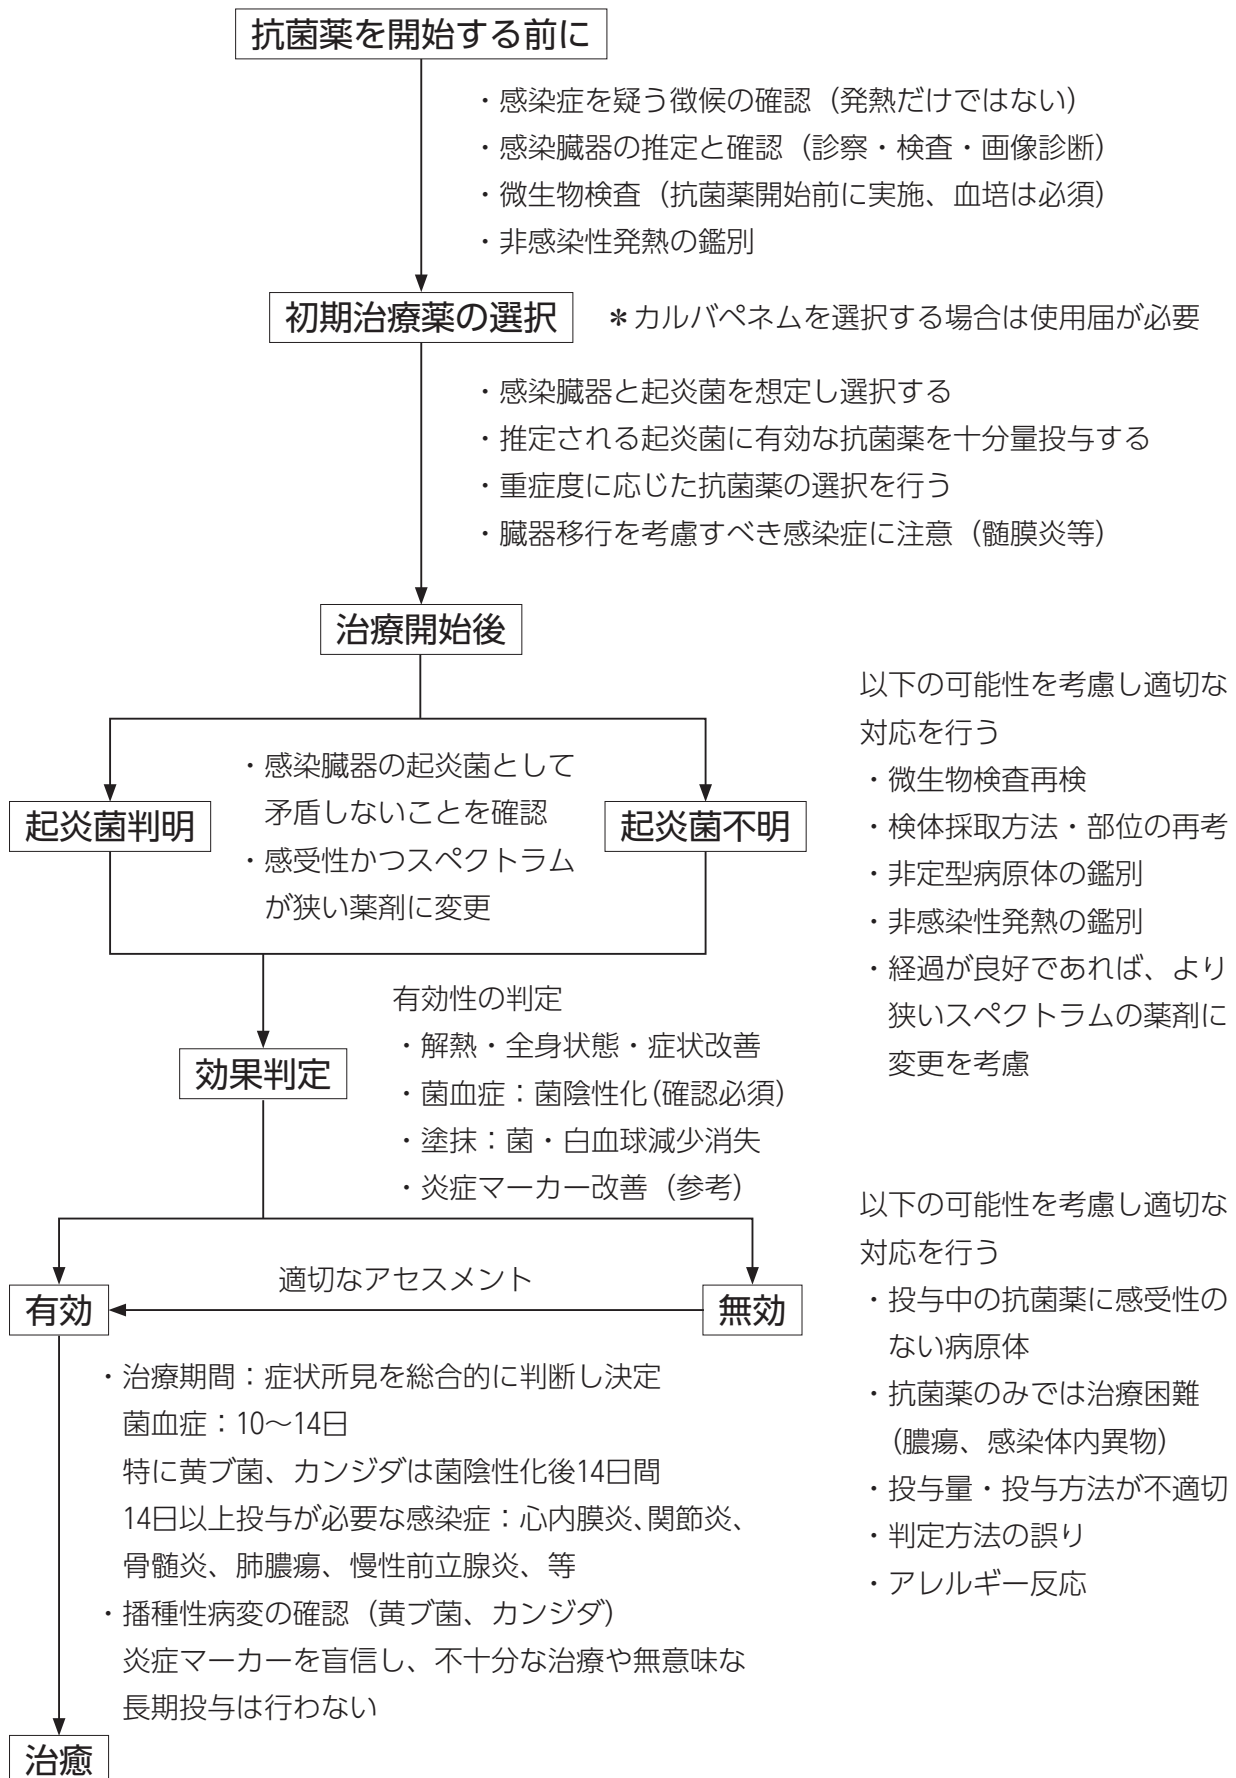 抗菌薬を開始する前に
・感染症を疑う徴候の確認（発熱だけではない）
・感染臓器の推定と確認（診察・検査・画像診断）
・微生物検査（抗菌薬開始前に実施、血培は必須）
・非感染性発熱の鑑別
初期治療薬の選択
＊カルバペネムを選択する場合は使用届が必要
・感染臓器と起炎菌を想定し選択する
・推定される起炎菌に有効な抗菌薬を十分量投与する
・重症度に応じた抗菌薬の選択を行う
・臓器移行を考慮すべき感染症に注意（髄膜炎等）
治療開始後
・感染臓器の起炎菌として
矛盾しないことを確認
・感受性かつスペクトラム
が狭い薬剤に変更
起炎菌判明
起炎菌不明
以下の可能性を考慮し適切な
対応を行う
・微生物検査再検
・検体採取方法・部位の再考
・非定型病原体の鑑別
・非感染性発熱の鑑別
・経過が良好であれば、より
狭いスペクトラムの薬剤に
変更を考慮
効果判定
有効性の判定
・解熱・全身状態・症状改善
・菌血症：菌陰性化（確認必須）
・塗抹：菌・白血球減少消失
・炎症マーカー改善（参考）
有効
適切なアセスメント
無効
以下の可能性を考慮し適切な
対応を行う
・投与中の抗菌薬に感受性の
ない病原体
・抗菌薬のみでは治療困難
（膿瘍、感染体内異物）
・投与量・投与方法が不適切
・判定方法の誤り
・アレルギー反応
・治療期間：症状所見を総合的に判断し決定
菌血症：10〜14日
特に黄ブ菌、カンジダは菌陰性化後14日間
14日以上投与が必要な感染症：心内膜炎、関節炎、
骨髄炎、肺膿瘍、慢性前立腺炎、等
・播種性病変の確認（黄ブ菌、カンジダ）
炎症マーカーを盲信し、不十分な治療や無意味な
長期投与は行わない
治癒